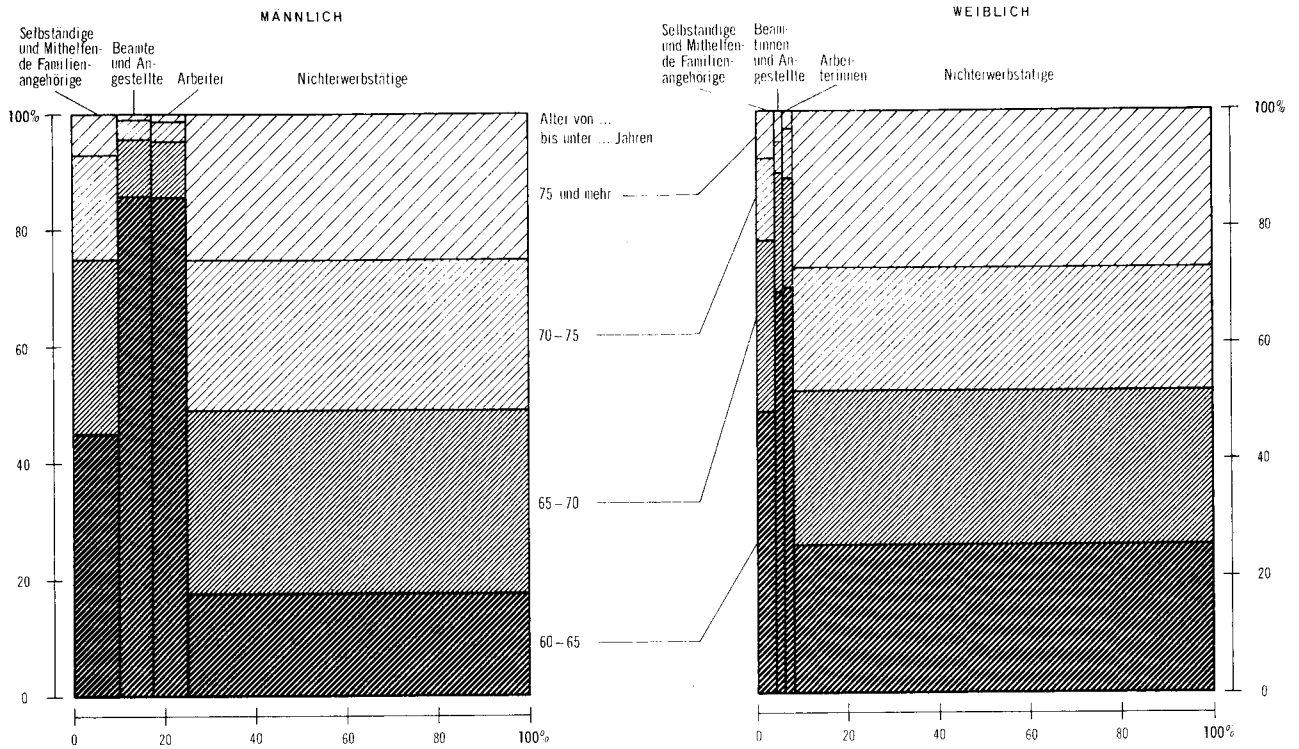 MÄNNLICH
Selbständige
und Mithelfen-
de Familien-
angehörige
Beamte
und An-
gestellte
Arbeiter
Nichterwerbstätige
100%
80
60
40
20
0
0
20
40
60
80
100%
Alter von ...
bis unter ... Jahren
75 und mehr
70–75
65–70
60–65
WEIBLICH
Selbständige
und Mithelfen-
de Familien-
angehörige
Beam-
tinnen
und An-
gestellte
Arbei-
terinnen
Nichterwerbstätige
100%
80
60
40
20
0
0
20
40
60
80
100%